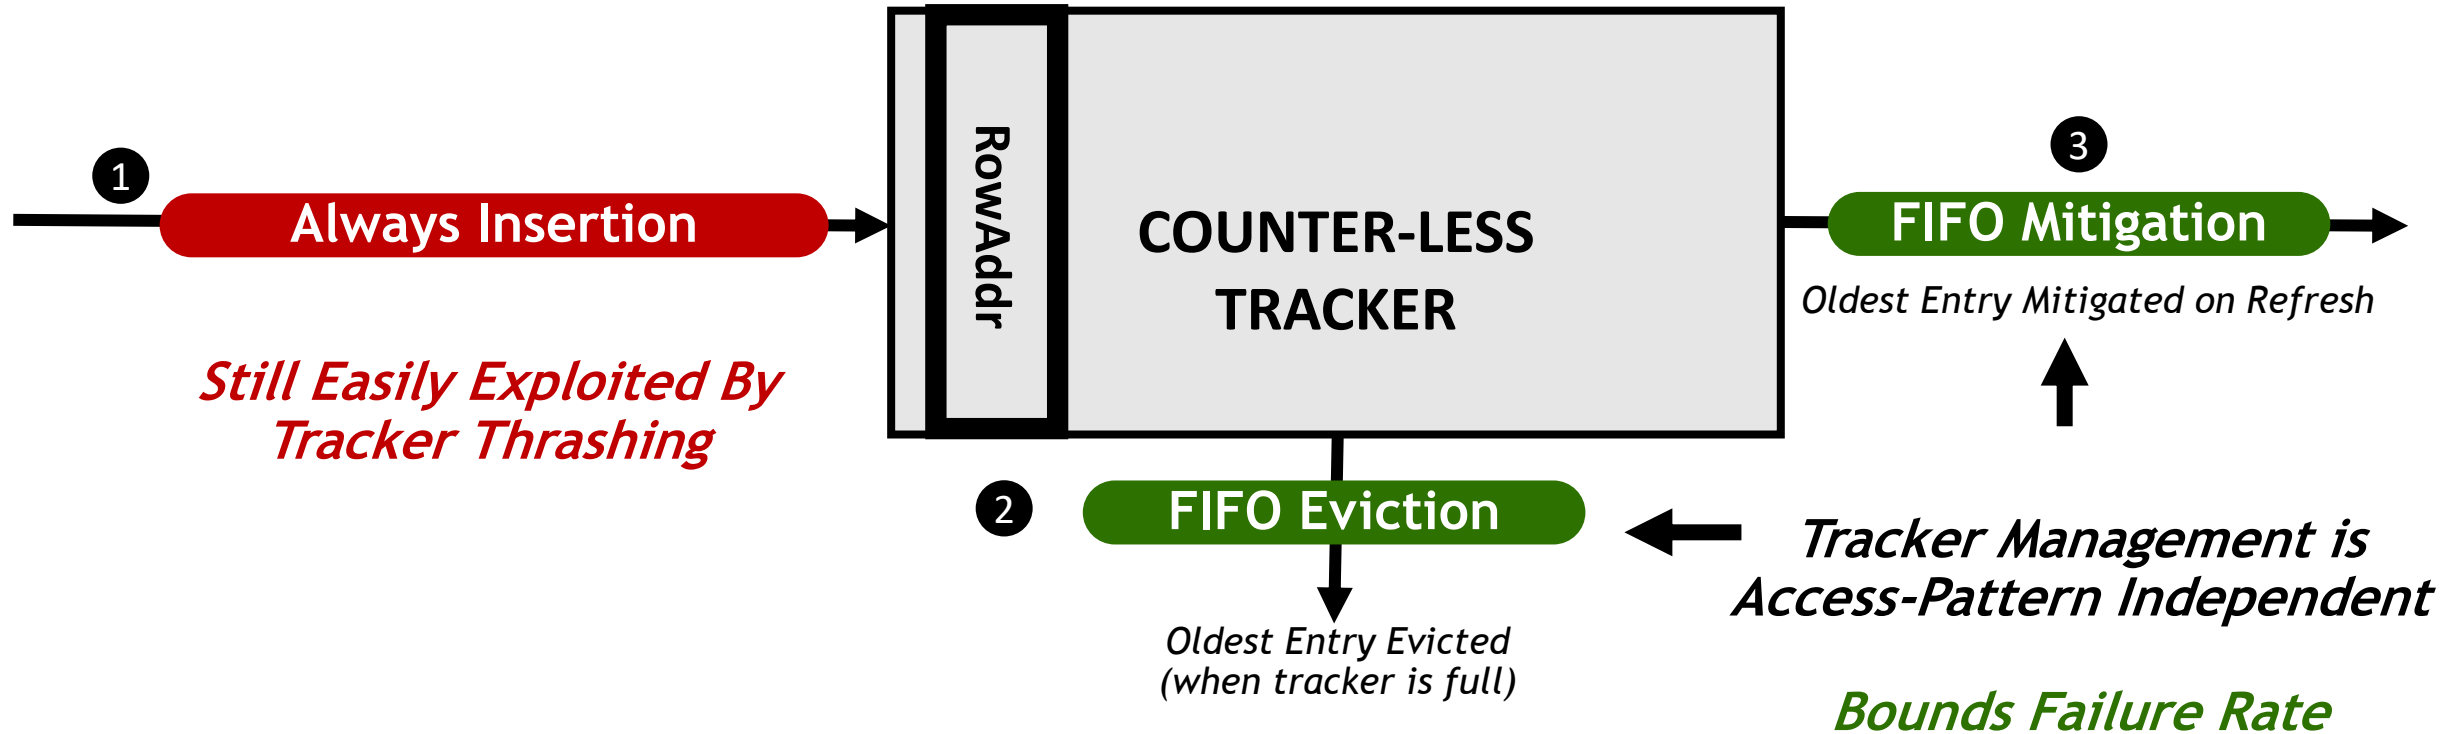 1
Always Insertion
Still Easily Exploited By
Tracker Thrashing
RowAddr
COUNTER-LESS
TRACKER
2
FIFO Eviction
Oldest Entry Evicted
(when tracker is full)
3
FIFO Mitigation
Oldest Entry Mitigated on Refresh
Tracker Management is
Access-Pattern Independent
Bounds Failure Rate